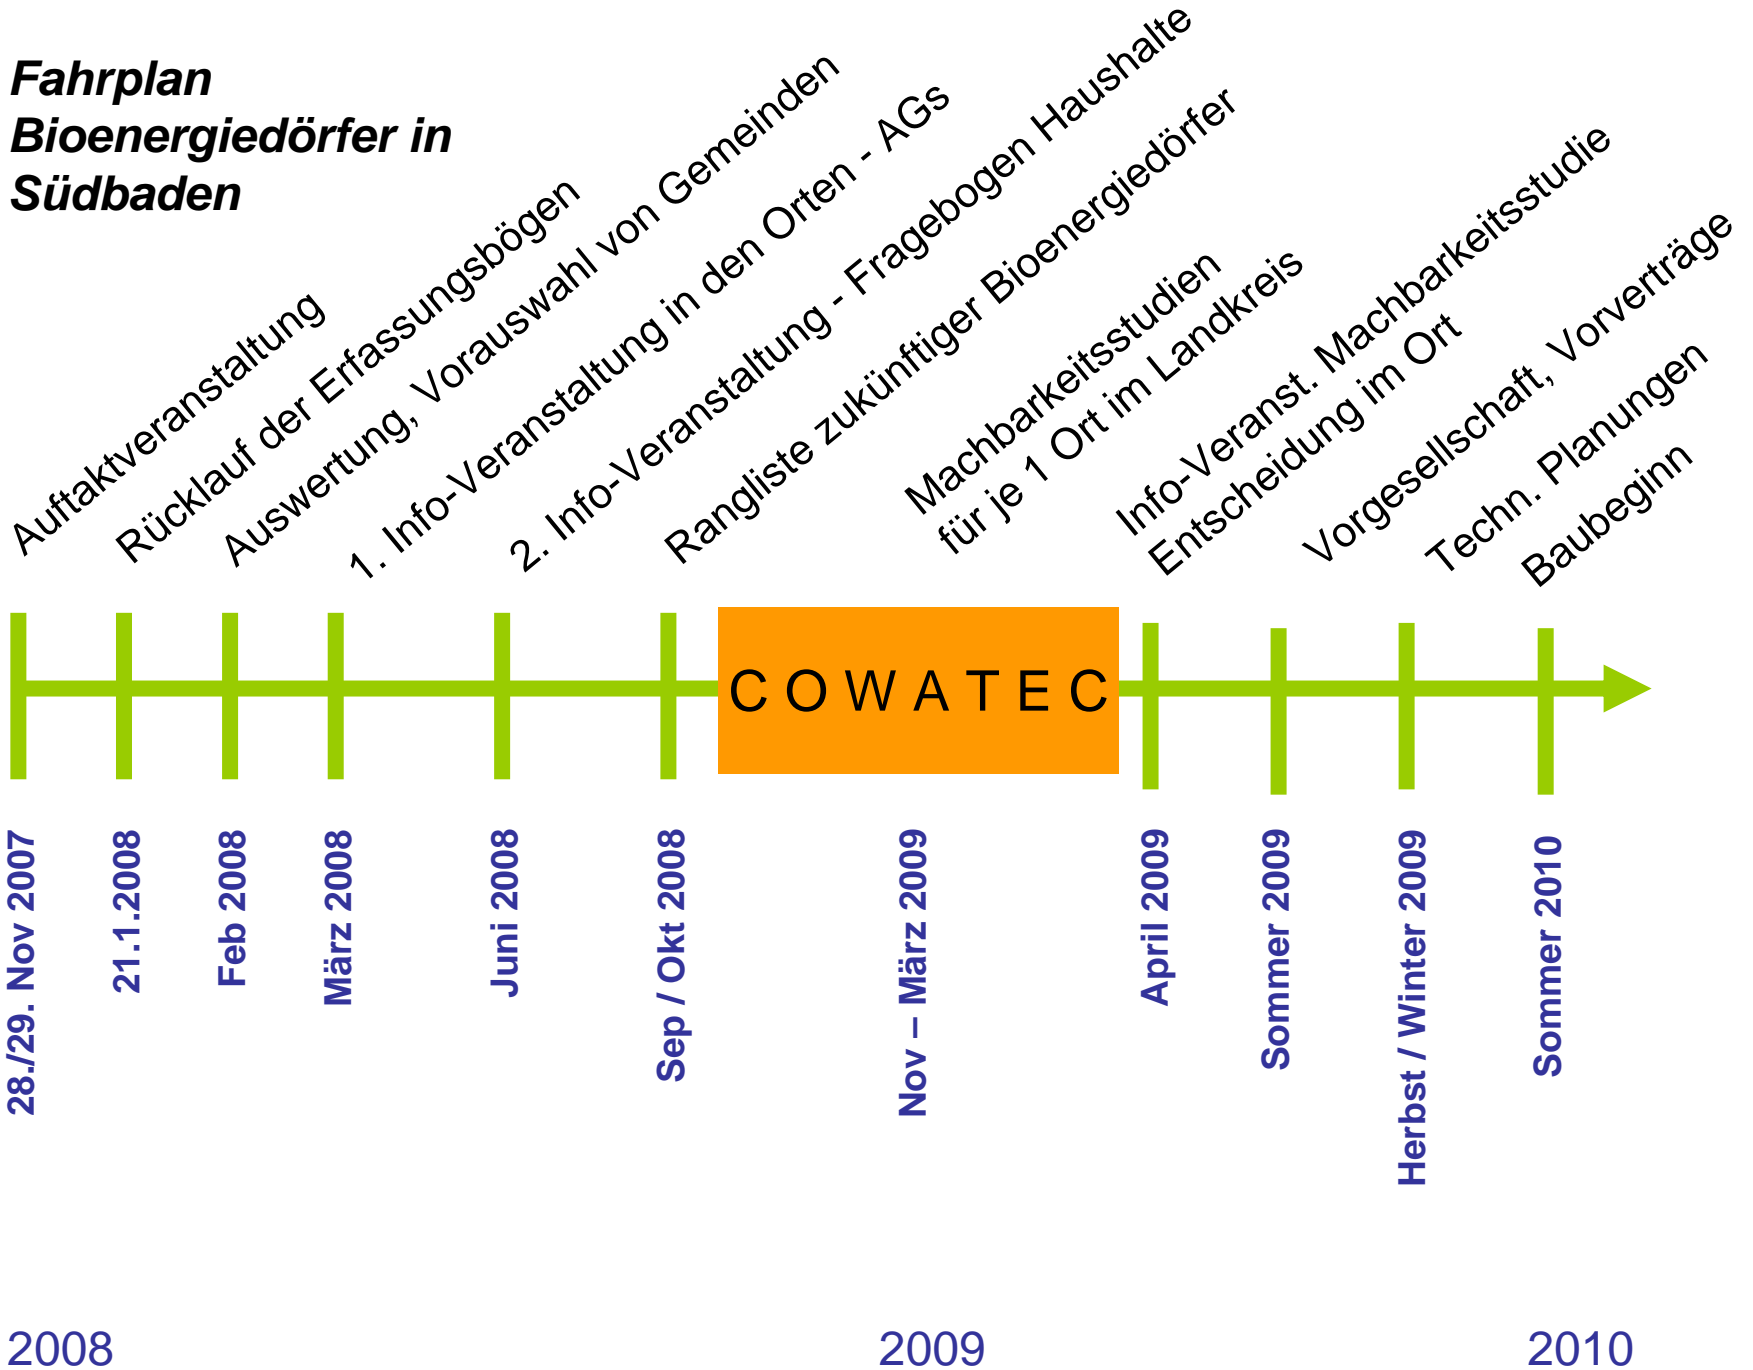 Fahrplan
Bioenergiedörfer in
Südbaden
Auftaktveranstaltung
Rücklauf der Erfassungsbögen
Auswertung, Vorauswahl von Gemeinden
1. Info-Veranstaltung in den Orten - AGs
2. Info-Veranstaltung - Fragebogen Haushalte
Rangliste zukünftiger Bioenergiedörfer
Machbarkeitsstudien
für je 1 Ort im Landkreis
Info-Veranst. Machbarkeitsstudie
Entscheidung im Ort
Vorgesellschaft, Vorverträge
Techn. Planungen
Baubeginn
C O W A T E C
28./29. Nov 2007
21.1.2008
Feb 2008
März 2008
Juni 2008
Sep / Okt 2008
Nov – März 2009
April 2009
Sommer 2009
Herbst / Winter 2009
Sommer 2010
2008
2009
2010